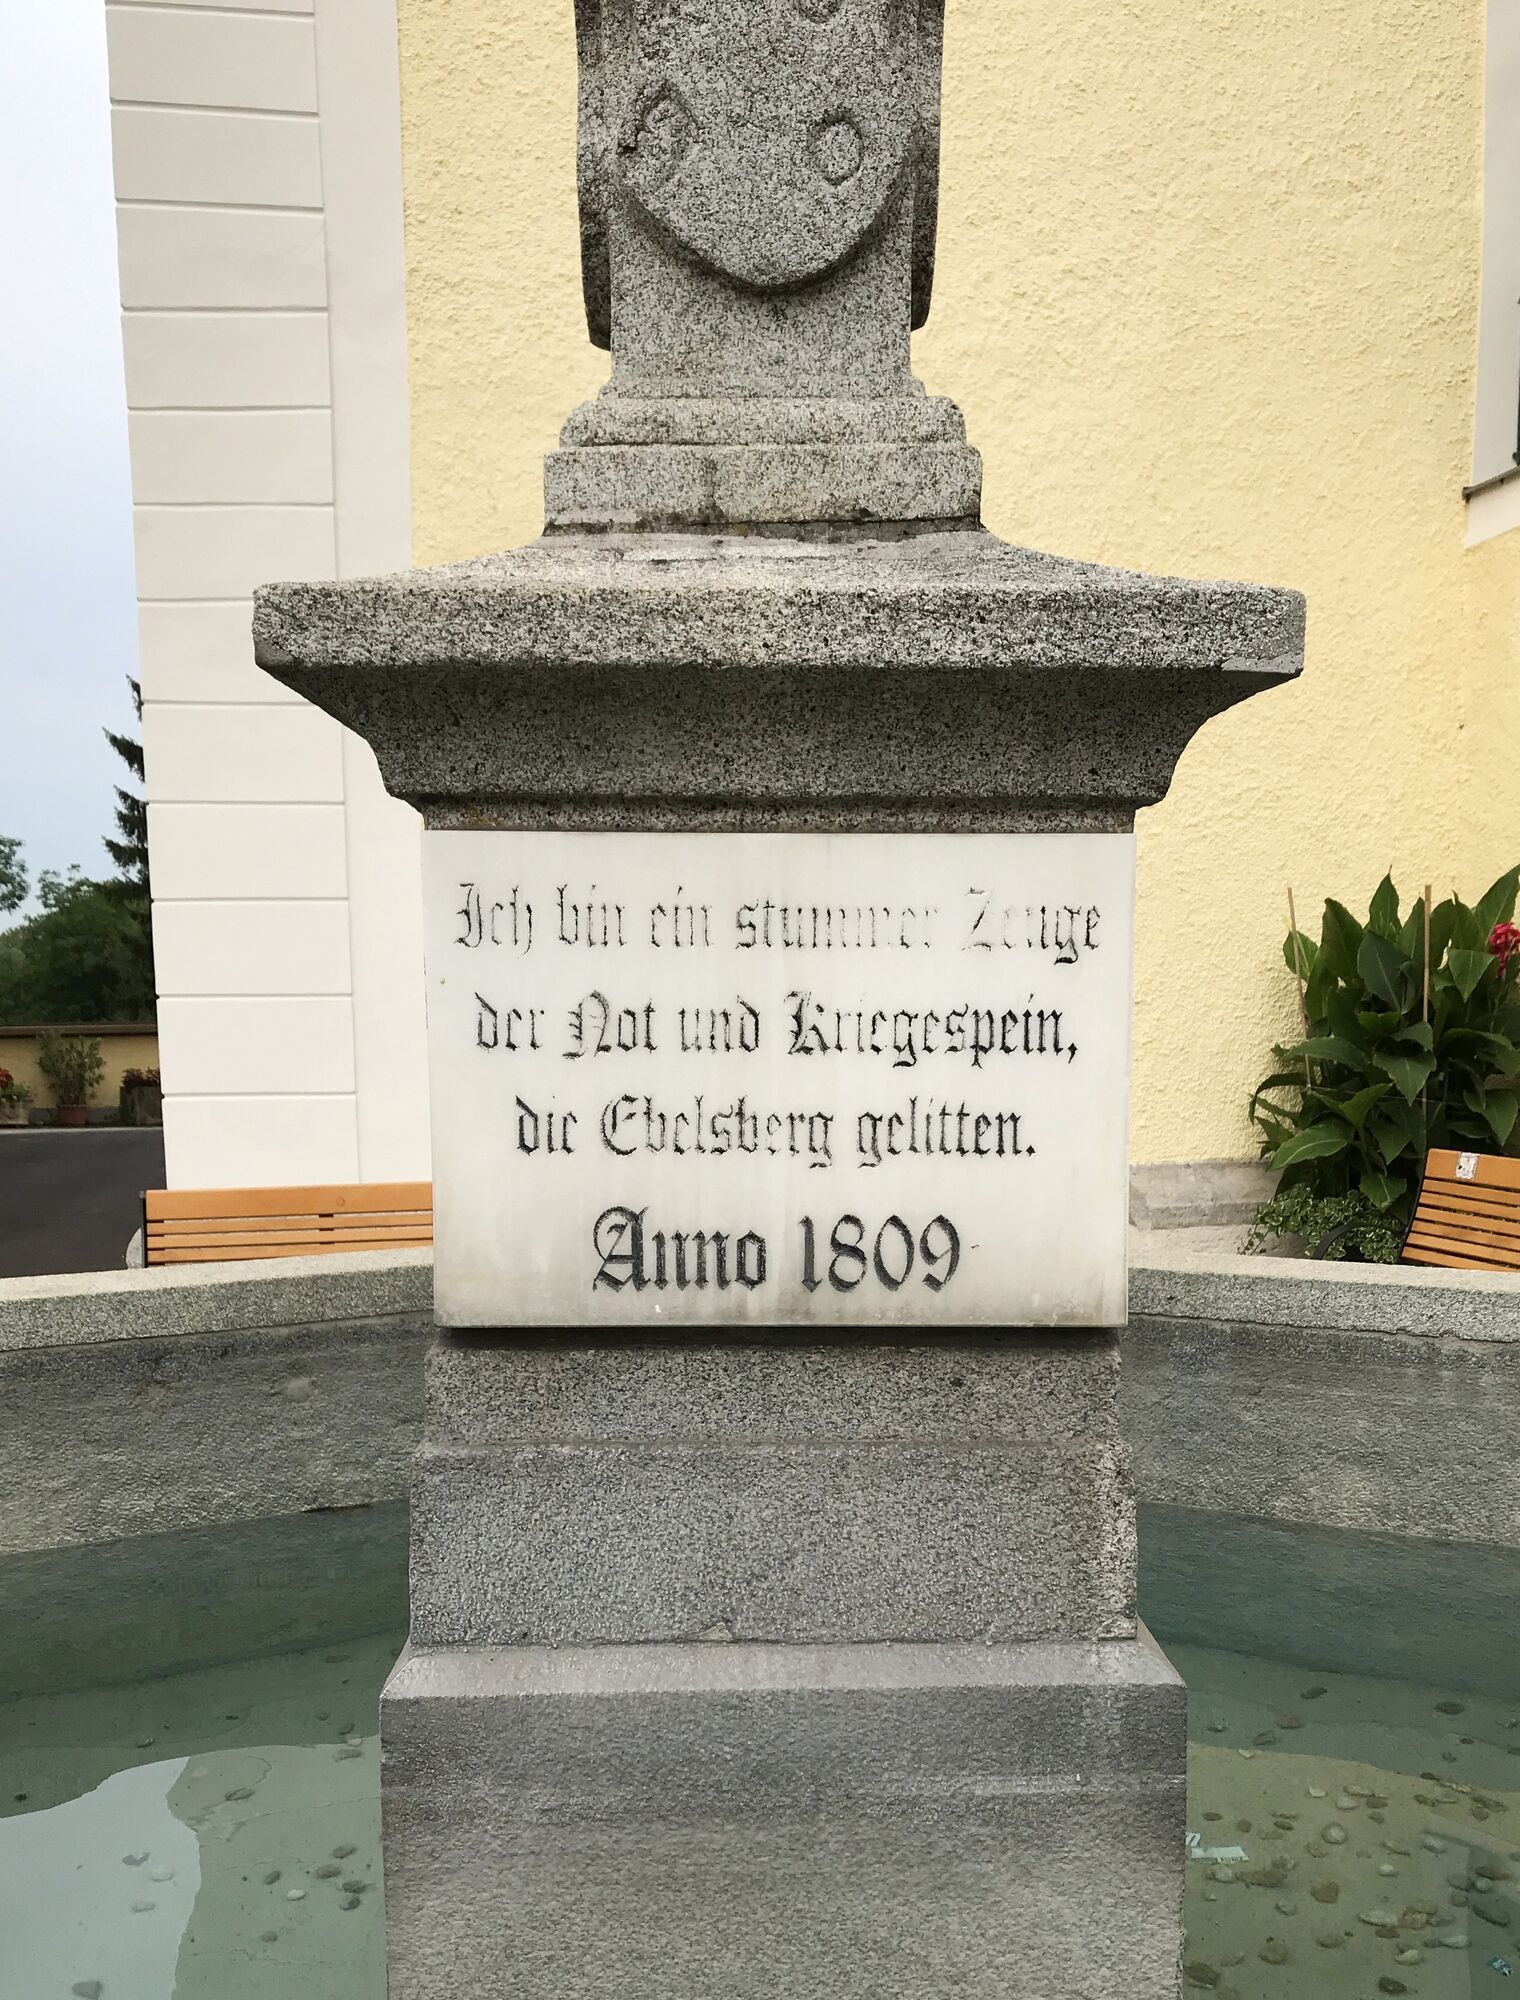 Ich bin ein stummer Zeuge
der Not und Kriegespein,
die Ebelsberg gelitten.
Anno 1809